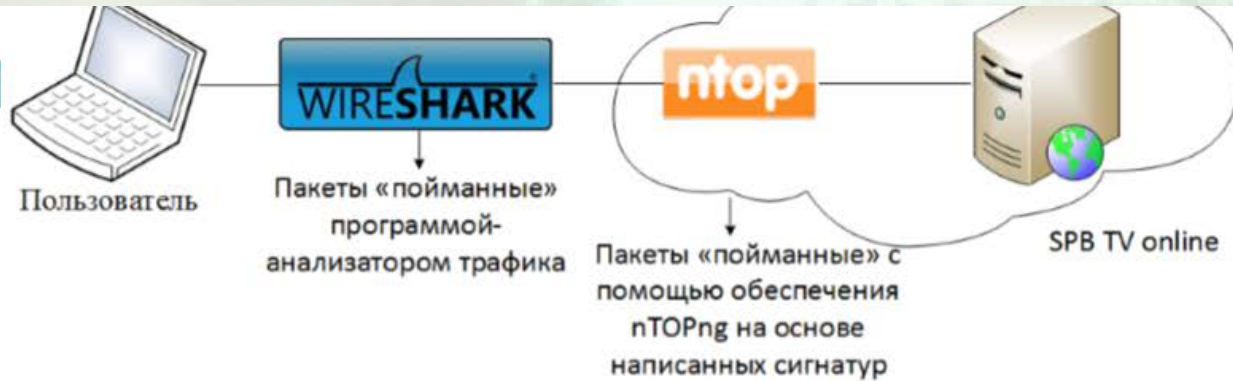 WIRESHARK
ntop
Пользователь
Пакеты «пойманные»
программой-
анализатором трафика
Пакеты «пойманные» с
помощью обеспечения
nTOPng на основе
написанных сигнатур
SPB TV online